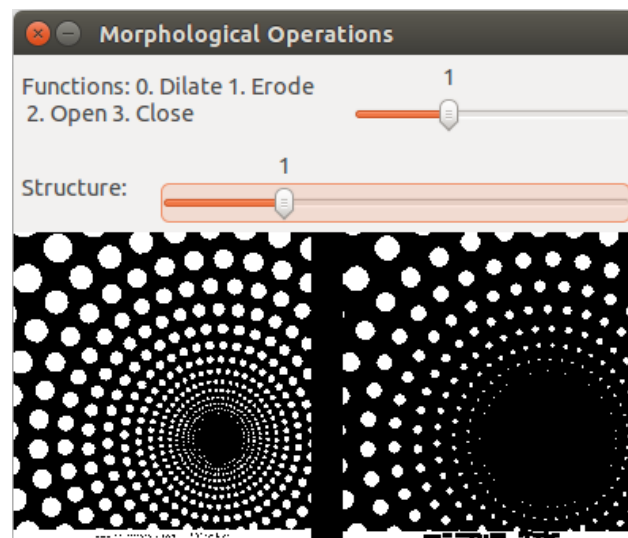 Morphological Operations
Functions: 0. Dilate 1. Erode
2. Open 3. Close
1
Structure:
1